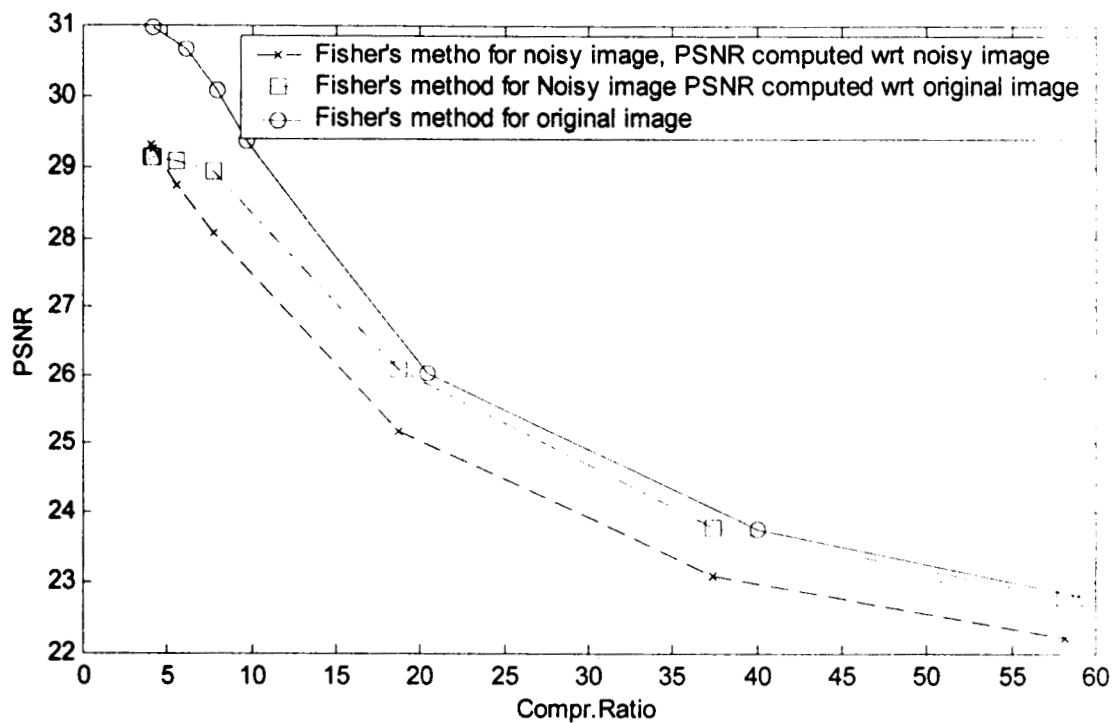 31
30
29
28
27
26
25
24
23
22
PSNR
Fisher's metho for noisy image, PSNR computed wrt noisy image
Fisher's method for Noisy image PSNR computed wrt original image
Fisher's method for original image
0 5 10 15 20 25 30 35 40 45 50 55 60
Compr.Ratio